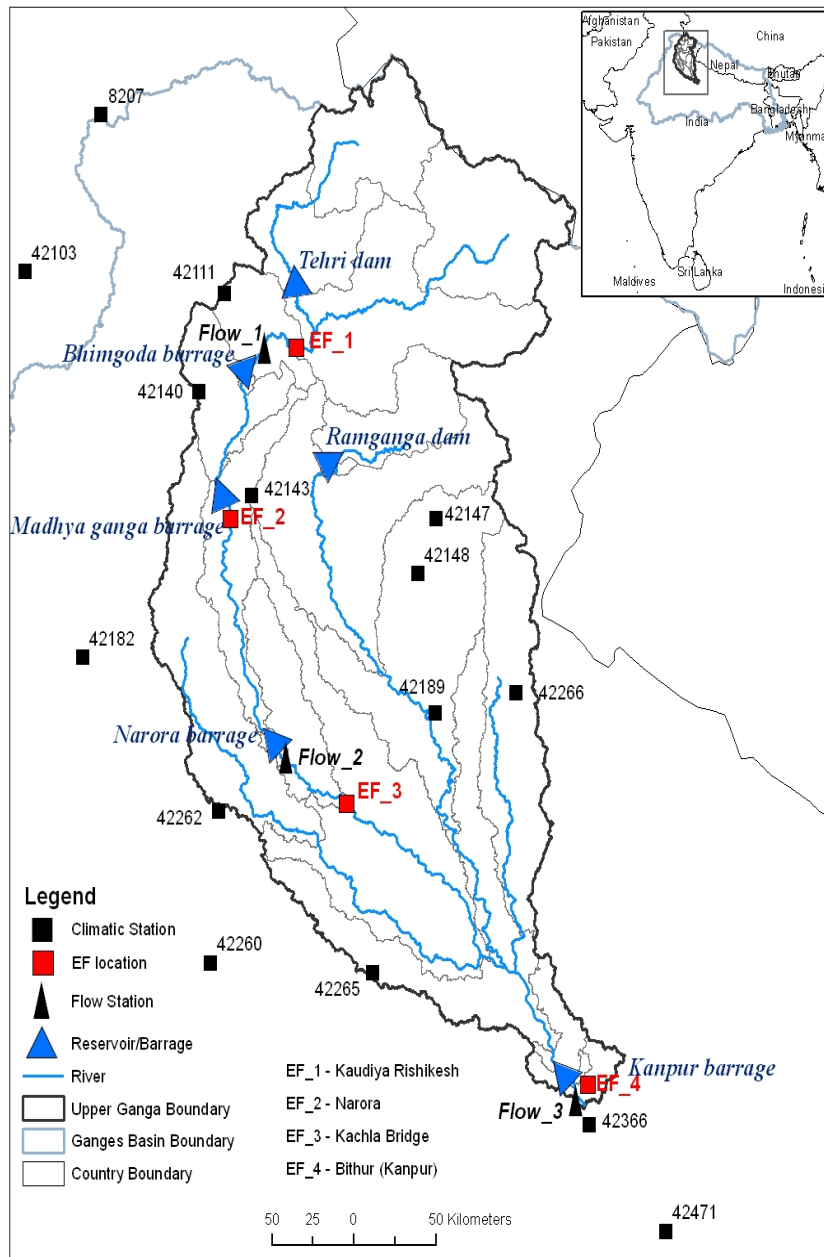 Afghanistan
Pakistan
China
Nepal
Bhutan
Bangladesh
India
Myanma
Sri Lanka
Maldives
Indonesi
8207
42103
42111
Tehri dam
Flow_1
EF_1
Bhimgoda barrage
42140
Ramganga dam
42143
Madhya ganga barrage
EF_2
42147
42148
42182
42189
42266
Narora barrage
Flow_2
EF_3
42262
42260
42265
Kanpur barrage
EF_4
Flow_3
42366
42471
Legend
Climatic Station
EF location
Flow Station
Reservoir/Barrage
River
Upper Ganga Boundary
Ganges Basin Boundary
Country Boundary
EF_1 - Kaudiya Rishikesh
EF_2 - Narora
EF_3 - Kachla Bridge
EF_4 - Bithur (Kanpur)
50 25 0 50 Kilometers